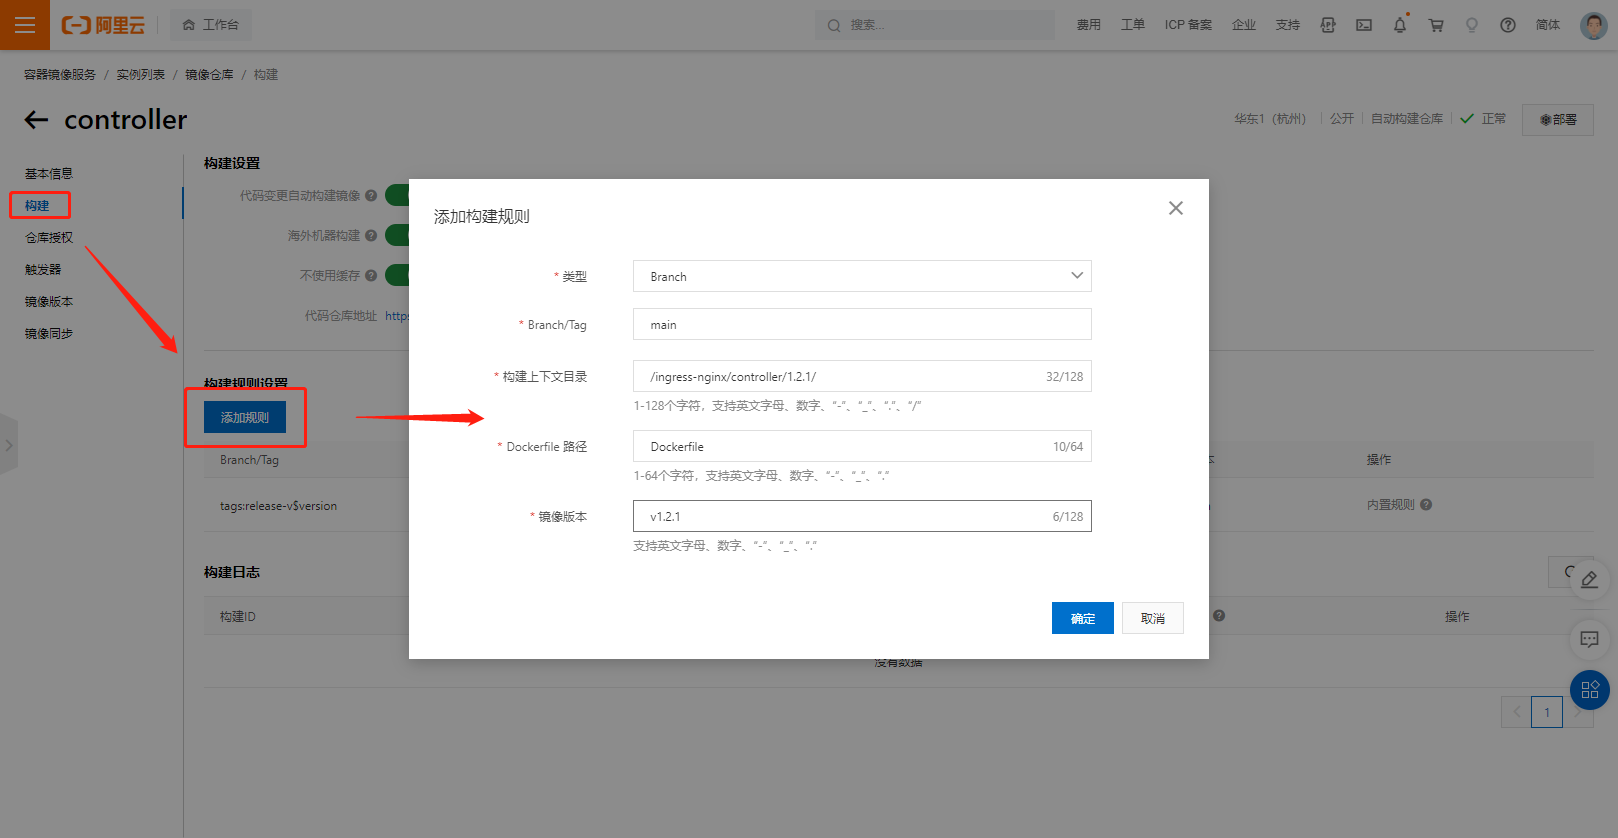 阿里云
工作台
搜索...
费用
工单
ICP 备案
企业
支持
简体
容器镜像服务 / 实例列表 / 镜像仓库 / 构建
controller
华东1（杭州）
公开
自动构建仓库
正常
部署
基本信息
构建
仓库授权
触发器
镜像版本
镜像同步
构建设置
代码变更自动构建镜像
海外机器构建
不使用缓存
代码仓库地址 https
构建规则设置
添加规则
Branch/Tag
本
操作
tags:release-v$version
内置规则
构建日志
构建ID
操作
没有数据
1
添加构建规则
* 类型
Branch
* Branch/Tag
main
* 构建上下文目录
/ingress-nginx/controller/1.2.1/
32/128
1-128个字符，支持英文字母、数字、“-”、“_”、“.”、“/”
* Dockerfile 路径
Dockerfile
10/64
1-64个字符，支持英文字母、数字、“-”、“_”、“.”
* 镜像版本
v1.2.1
6/128
支持英文字母、数字、“-”、“_”、“.”
确定
取消